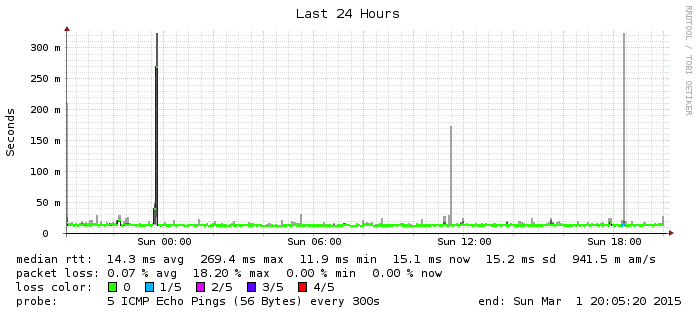 Last 24 Hours
RRDTOOL / TOBI OETIKER
Seconds
300 m
250 m
200 m
150 m
100 m
50 m
0
Sun 00:00 Sun 06:00 Sun 12:00 Sun 18:00
median rtt: 14.3 ms avg 269.4 ms max 11.9 ms min 15.1 ms now 15.2 ms sd 941.5 m am/s
packet loss: 0.07 % avg 18.20 % max 0.00 % min 0.00 % now
loss color: 0 1/5 2/5 3/5 4/5
probe: 5 ICMP Echo Pings (56 Bytes) every 300s end: Sun Mar 1 20:05:20 2015